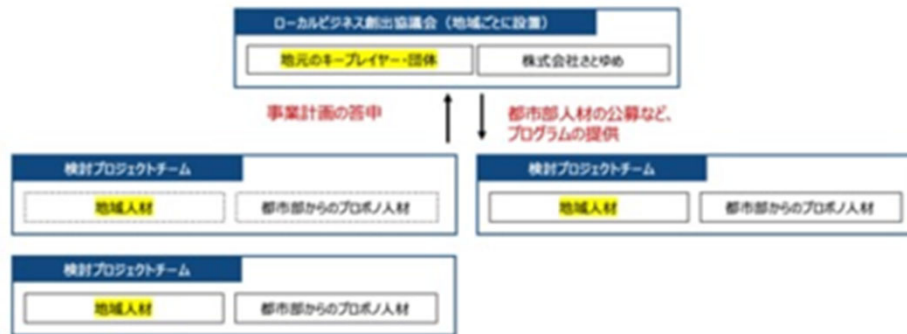 ローカルビジネス創出協議会（地域ごとに設置）
地元のキープレイヤー・団体
株式会社さとゆめ
事業計画の答申
都市部人材の公募など、
プログラムの提供
検討プロジェクトチーム
地域人材
都市部からのプロボノ人材
検討プロジェクトチーム
地域人材
都市部からのプロボノ人材
検討プロジェクトチーム
地域人材
都市部からのプロボノ人材